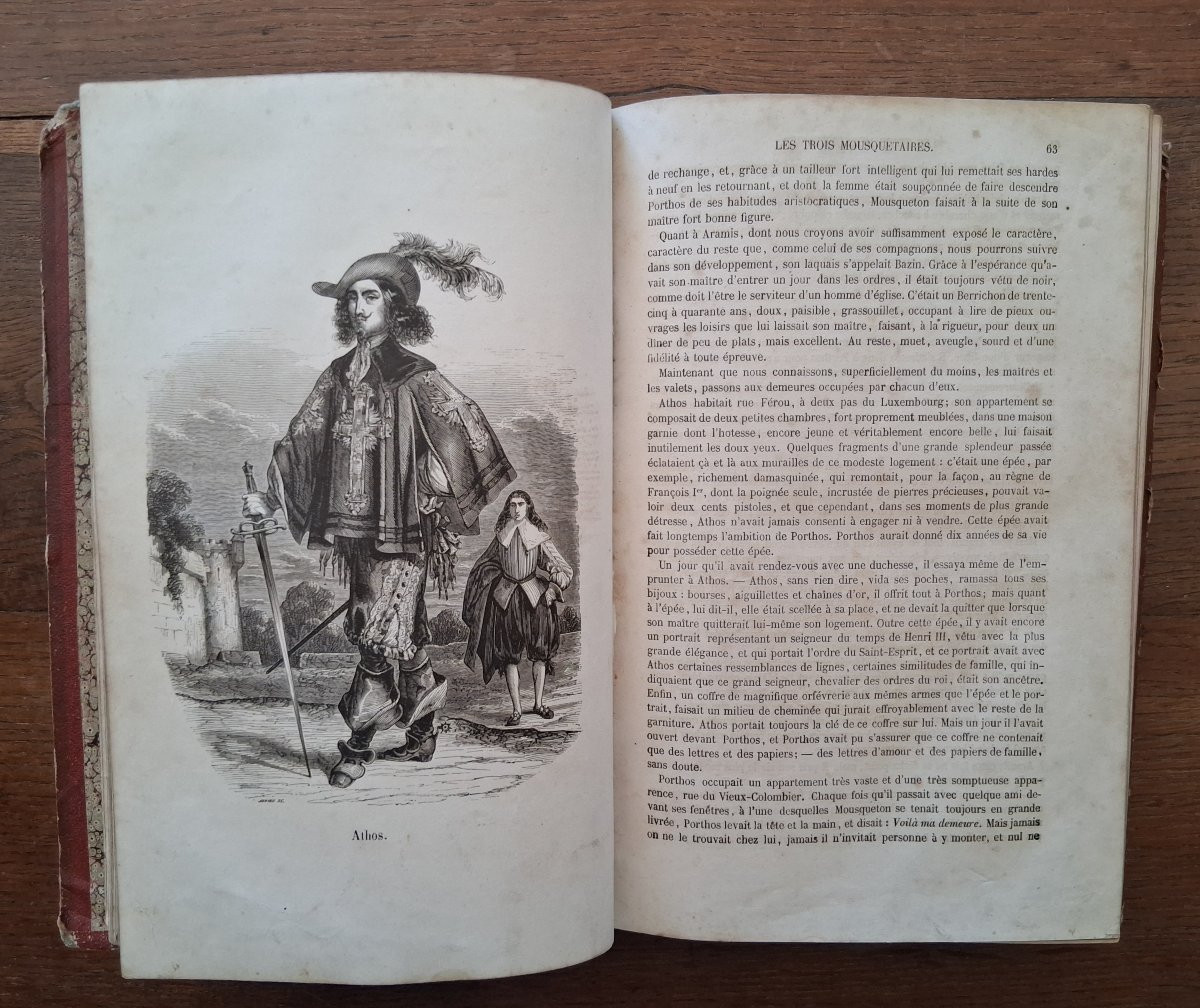 Athos.
LES TROIS MOUSQUETAIRES. 63
de rechange, et, grâce à un tailleur fort intelligent qui lui remettait ses hardes
à neuf en les retournant, et dont la femme était soupçonnée de faire descendre
Porthos de ses habitudes aristocratiques, Mousqueton faisait à la suite de son
maître fort bonne figure.
Quant à Aramis, dont nous croyons avoir suffisamment exposé le caractère,
caractère du reste que, comme celui de ses compagnons, nous pourrons suivre
dans son développement, son laquais s'appelait Bazin. Grâce à l'espérance qu'a-
vait son maître d'entrer un jour dans les ordres, il était toujours vêtu de noir,
comme doit l'être le serviteur d'un homme d'église. C'était un Berrichon de trente-
cinq à quarante ans, doux, paisible, grassouillet, occupant à lire de pieux ou-
vrages les loisirs que lui laissait son maître, faisant, à la rigueur, pour deux un
dîner de peu de plats, mais excellent. Au reste, muet, aveugle, sourd et d'une
fidélité à toute épreuve.
Maintenant que nous connaissons, superficiellement du moins, les maîtres et
les valets, passons aux demeures occupées par chacun d'eux.
Athos habitait rue Férou, à deux pas du Luxembourg; son appartement se
composait de deux petites chambres, fort proprement meublées, dans une maison
garnie dont l'hotesse, encore jeune et véritablement encore belle, lui faisait
inutilement les doux yeux. Quelques fragments d'une grande splendeur passée
éclataient çà et là aux murailles de ce modeste logement : c'était une épée, par
exemple, richement damasquinée, qui remontait, pour la façon, au règne de
François Ier, dont la poignée seule, incrustée de pierres précieuses, pouvait va-
loir deux cents pistoles, et que cependant, dans ses moments de plus grande
détresse, Athos n'avait jamais consenti à engager ni à vendre. Cette épée avait
fait longtemps l'ambition de Porthos. Porthos aurait donné dix années de sa vie
pour posséder cette épée.
Un jour qu'il avait rendez-vous avec une duchesse, il essaya même de l'em-
prunter à Athos. — Athos, sans rien dire, vida ses poches, ramassa tous ses
bijoux : bourses, aiguillettes et chaînes d'or, il offrit tout à Porthos; mais quant
à l'épée, lui dit-il, elle était scellée à sa place, et ne devait la quitter que lorsque
son maître quitterait lui-même son logement. Outre cette épée, il y avait encore
un portrait représentant un seigneur du temps de Henri III, vêtu avec la plus
grande élégance, et qui portait l'ordre du Saint-Esprit, et ce portrait avait avec
Athos certaines ressemblances de lignes, certaines similitudes de famille, qui in-
diquaient que ce grand seigneur, chevalier des ordres du roi, était son ancêtre.
Enfin, un coffre de magnifique orfévrerie aux mêmes armes que l'épée et le por-
trait, faisait un milieu de cheminée qui jurait effroyablement avec le reste de la
garniture. Athos portait toujours la clé de ce coffre sur lui. Mais un jour il l'avait
ouvert devant Porthos, et Porthos avait pu s'assurer que ce coffre ne contenait
que des lettres et des papiers; — des lettres d'amour et des papiers de famille,
sans doute.
Porthos occupait un appartement très vaste et d'une très somptueuse appa-
rence, rue du Vieux-Colombier. Chaque fois qu'il passait avec quelque ami de-
vant ses fenêtres, à l'une desquelles Mousqueton se tenait toujours en grande
livrée, Porthos levait la tête et la main, et disait : Voilà ma demeure. Mais jamais
on ne le trouvait chez lui, jamais il n'invitait personne à y monter, et nul ne